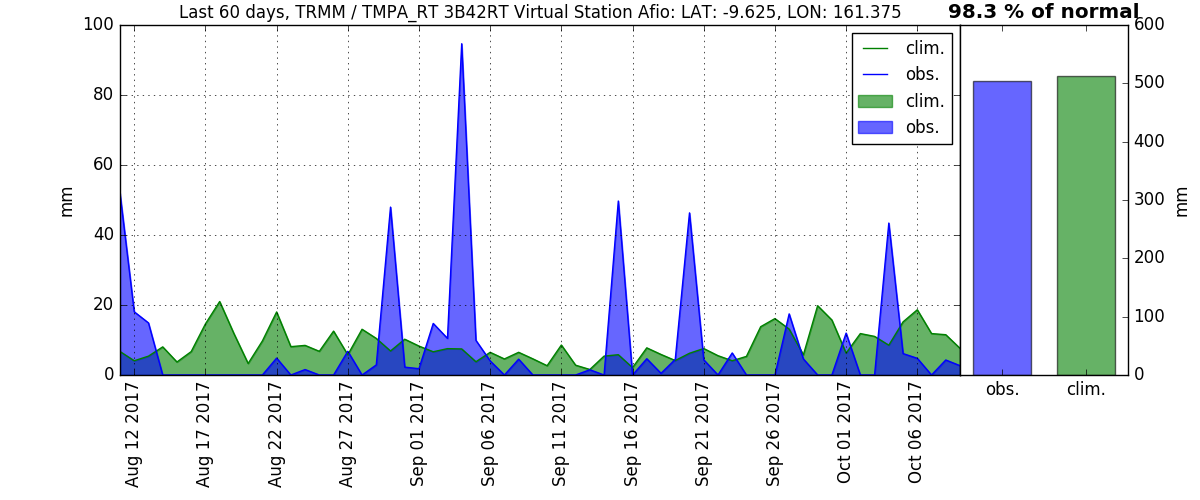 Last 60 days, TRMM / TMPA_RT 3B42RT Virtual Station Afio: LAT: -9.625, LON: 161.375
98.3 % of normal
100
80
60
40
20
0
mm
clim.
obs.
clim.
obs.
600
500
400
300
200
100
0
mm
obs.
clim.
Aug 12 2017
Aug 17 2017
Aug 22 2017
Aug 27 2017
Sep 01 2017
Sep 06 2017
Sep 11 2017
Sep 16 2017
Sep 21 2017
Sep 26 2017
Oct 01 2017
Oct 06 2017